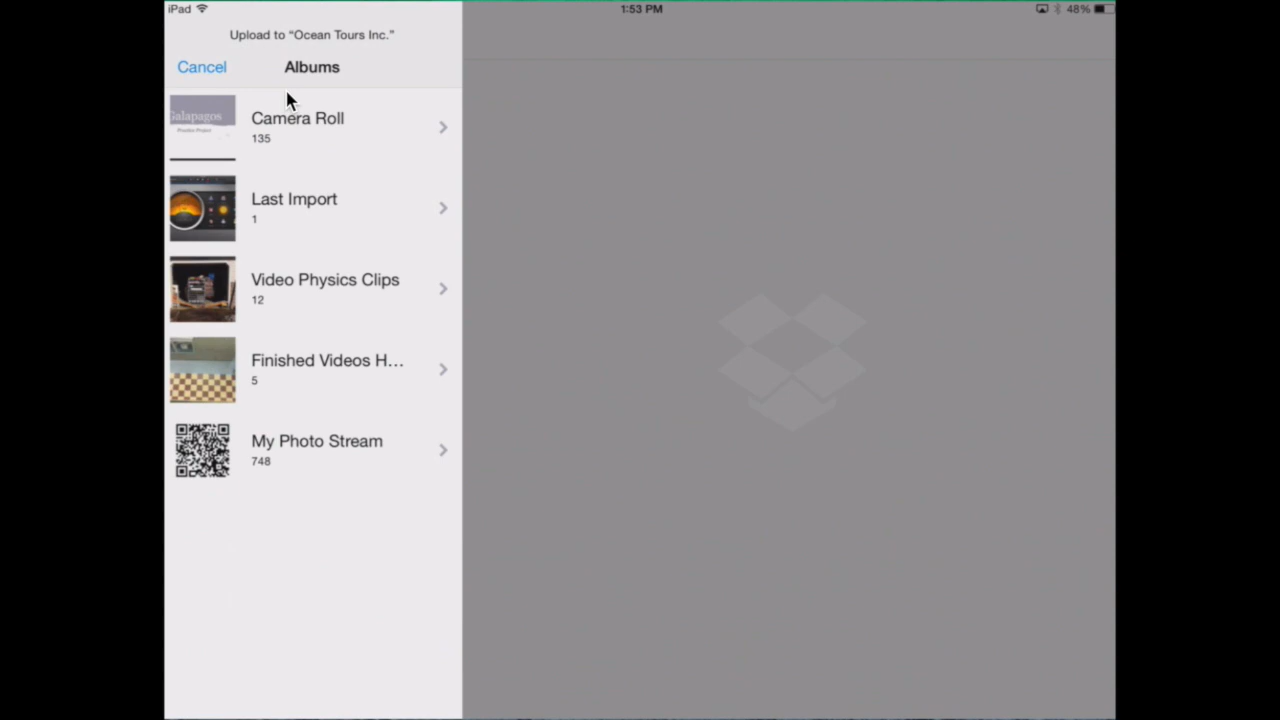 iPad 1:53 PM 48%
Upload to “Ocean Tours Inc.”
Cancel Albums
Galapagos
Camera Roll
135
Last Import
1
Video Physics Clips
12
Finished Videos H...
5
My Photo Stream
748